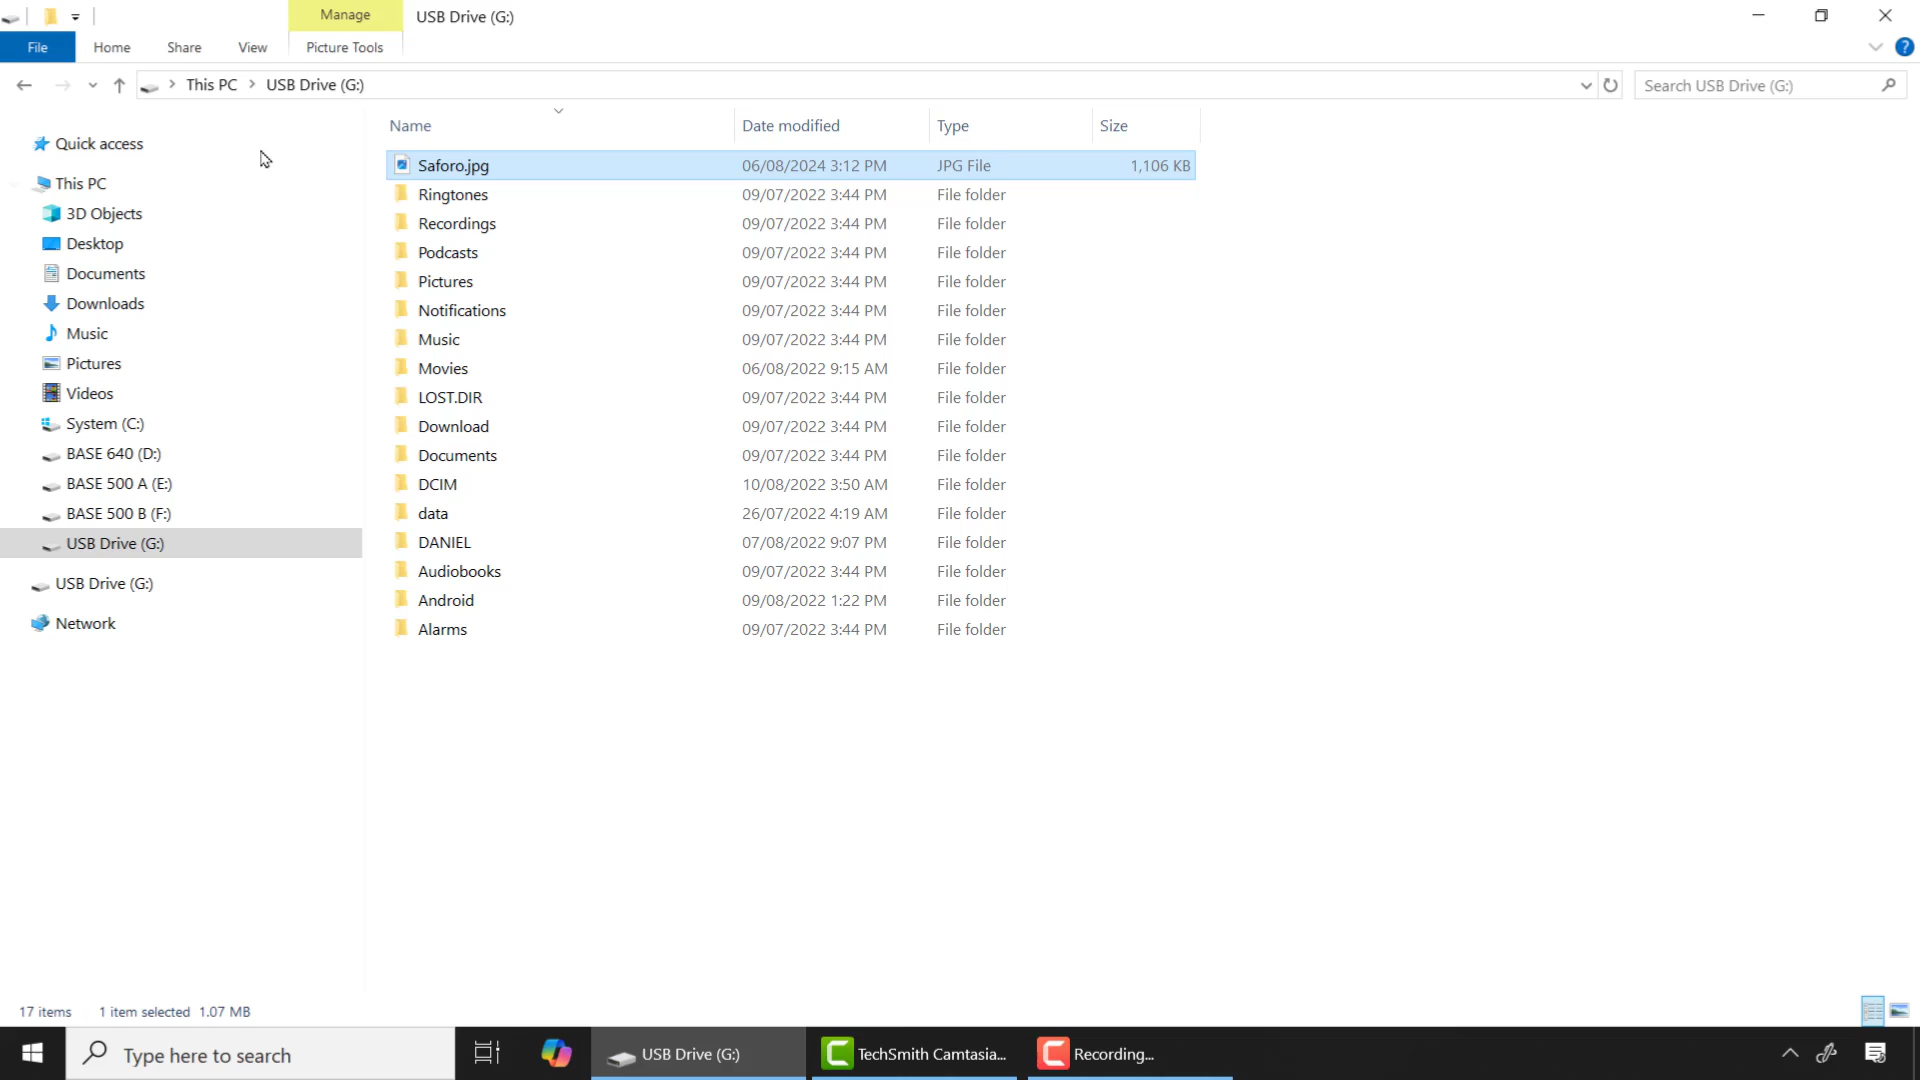 Manage
USB Drive (G:)
File
Home
Share
View
Picture Tools
?
This PC
USB Drive (G:)
Search USB Drive (G:)
Name
Date modified
Type
Size
Quick access
This PC
3D Objects
Desktop
Documents
Downloads
Music
Pictures
Videos
System (C:)
BASE 640 (D:)
BASE 500 A (E:)
BASE 500 B (F:)
USB Drive (G:)
USB Drive (G:)
Network
Saforo.jpg 06/08/2024 3:12 PM JPG File 1,106 KB
Ringtones 09/07/2022 3:44 PM File folder
Recordings 09/07/2022 3:44 PM File folder
Podcasts 09/07/2022 3:44 PM File folder
Pictures 09/07/2022 3:44 PM File folder
Notifications 09/07/2022 3:44 PM File folder
Music 09/07/2022 3:44 PM File folder
Movies 06/08/2022 9:15 AM File folder
LOST.DIR 09/07/2022 3:44 PM File folder
Download 09/07/2022 3:44 PM File folder
Documents 09/07/2022 3:44 PM File folder
DCIM 10/08/2022 3:50 AM File folder
data 26/07/2022 4:19 AM File folder
DANIEL 07/08/2022 9:07 PM File folder
Audiobooks 09/07/2022 3:44 PM File folder
Android 09/08/2022 1:22 PM File folder
Alarms 09/07/2022 3:44 PM File folder
17 items 1 item selected 1.07 MB
Type here to search
USB Drive (G:)
TechSmith Camtasia...
Recording...